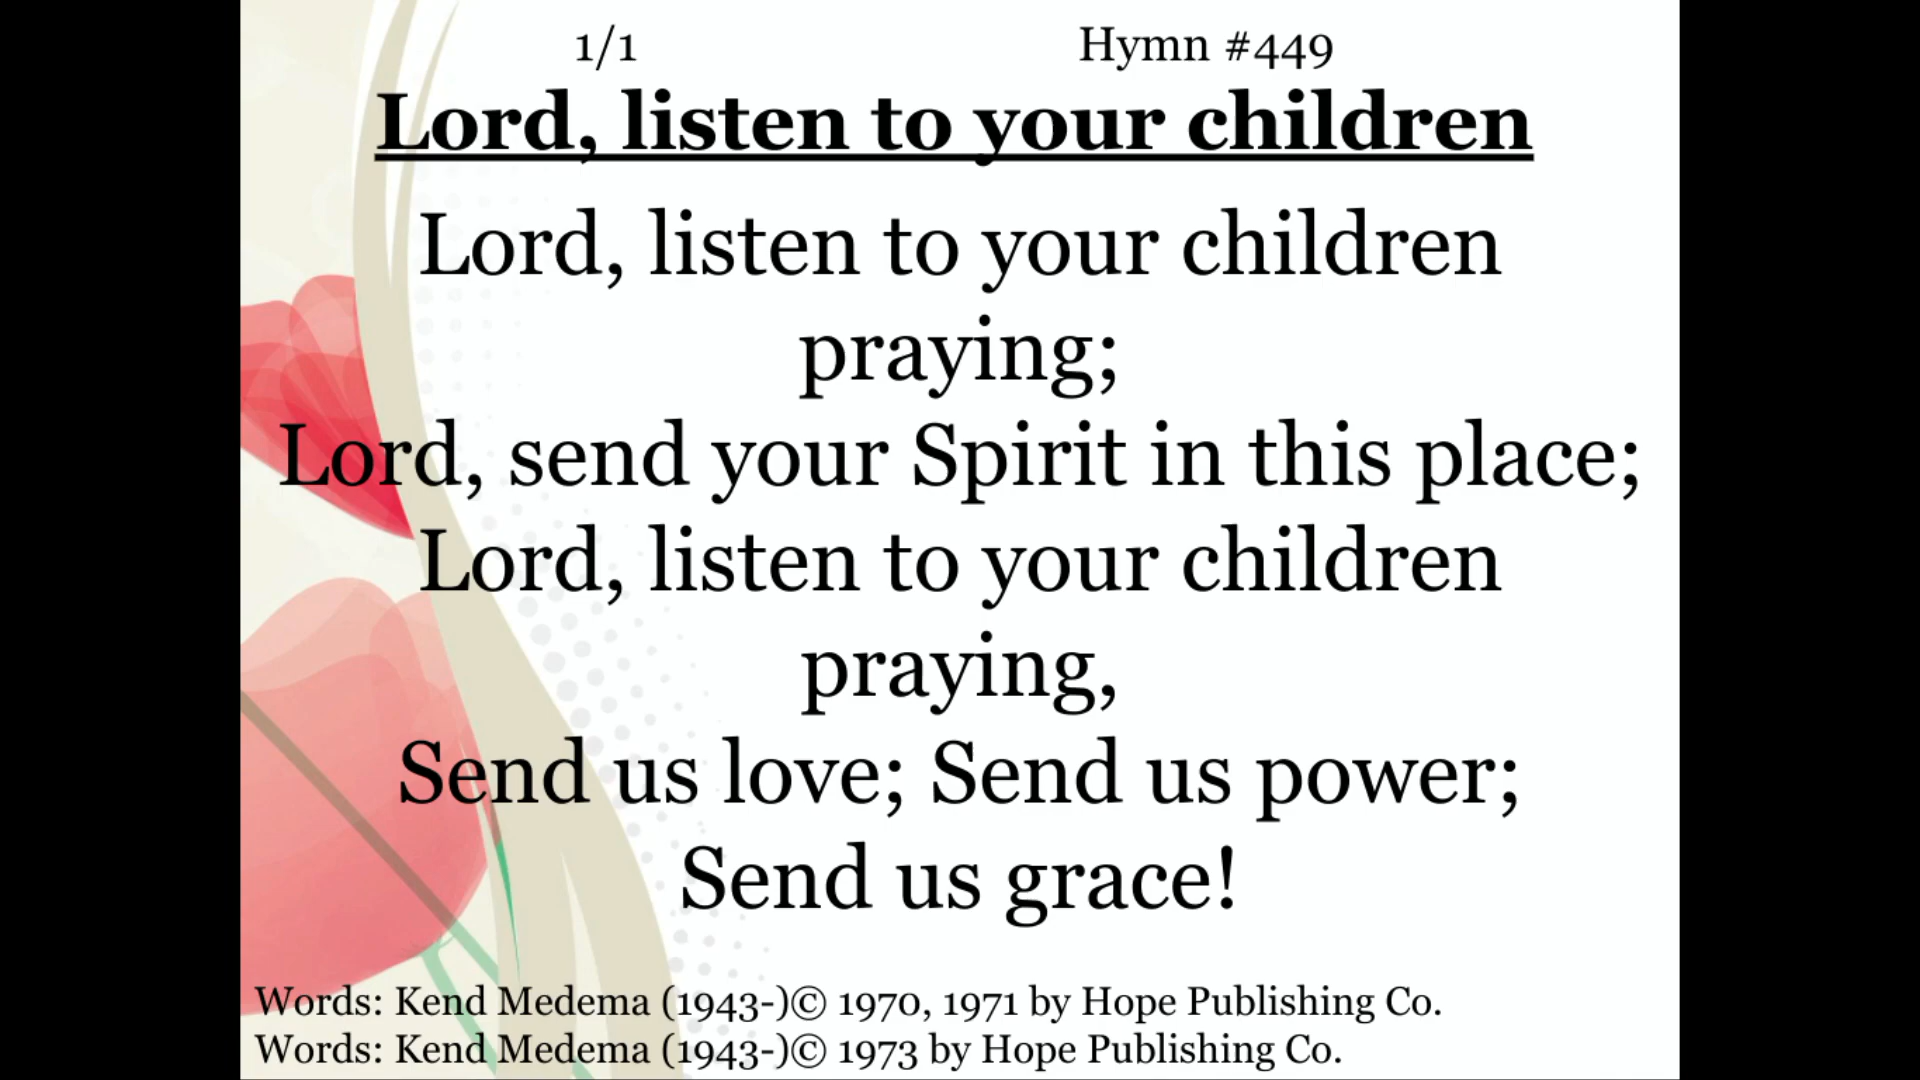 1/1 Hymn #449
Lord, listen to your children
Lord, listen to your children
praying;
Lord, send your Spirit in this place;
Lord, listen to your children
praying,
Send us love; Send us power;
Send us grace!
Words: Kend Medema (1943-)© 1970, 1971 by Hope Publishing Co.
Words: Kend Medema (1943-)© 1973 by Hope Publishing Co.